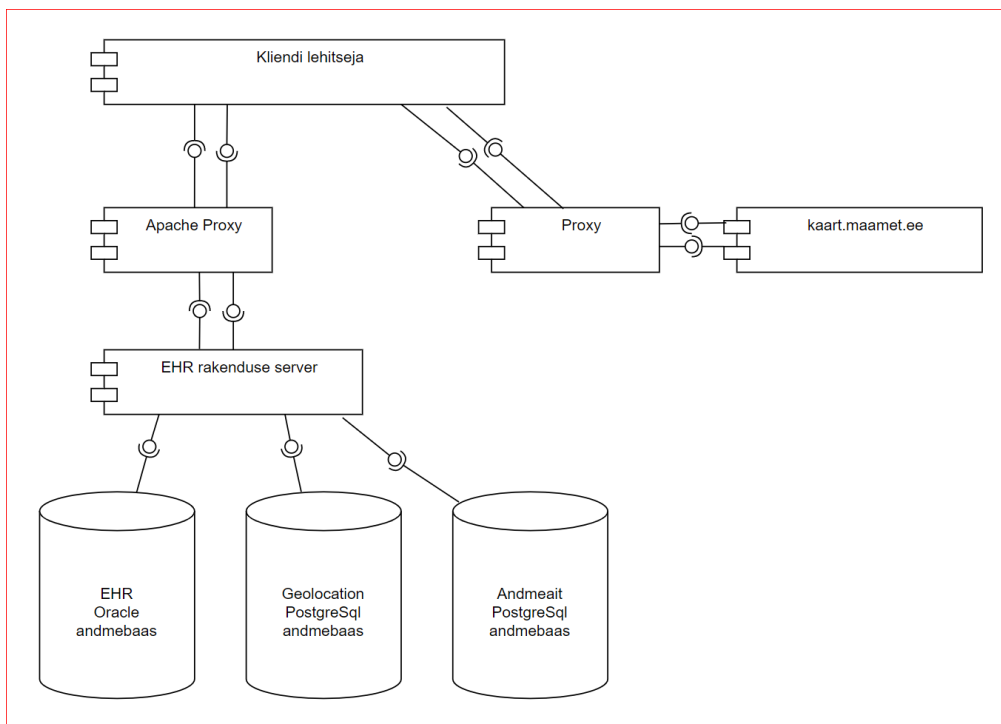 Kliendi lehitseja
Apache Proxy
Proxy
kaart.maamet.ee
EHR rakenduse server
EHR
Oracle
andmebaas
Geolocation
PostgreSql
andmebaas
Andmeait
PostgreSql
andmebaas